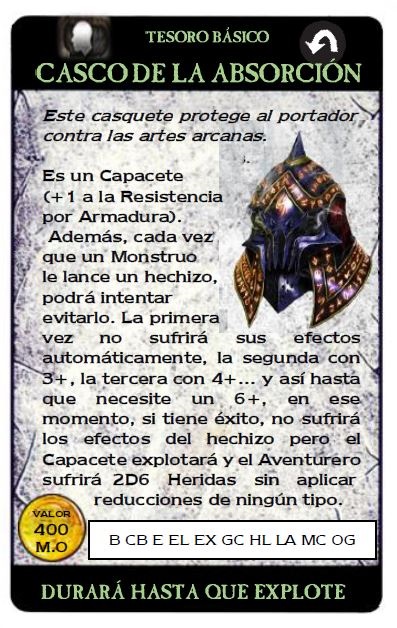 TESORO BÁSICO
CASCO DE LA ABSORCIÓN
Este casquete protege al portador
contra las artes arcanas.
Es un Capacete
(+1 a la Resistencia
por Armadura).
Además, cada vez
que un Monstruo
le lance un hechizo,
podrá intentar
evitarlo. La primera
vez no sufrirá sus efectos
automáticamente, la segunda con
3+, la tercera con 4+... y así hasta
que necesite un 6+, en ese
momento, si tiene éxito, no sufrirá
los efectos del hechizo pero el
Capacete explotará y el Aventurero
sufrirá 2D6 Heridas sin aplicar
reducciones de ningún tipo.
VALOR
400
M.O
B CB E EL EX GC HL LA MC OG
DURARÁ HASTA QUE EXPLOTE